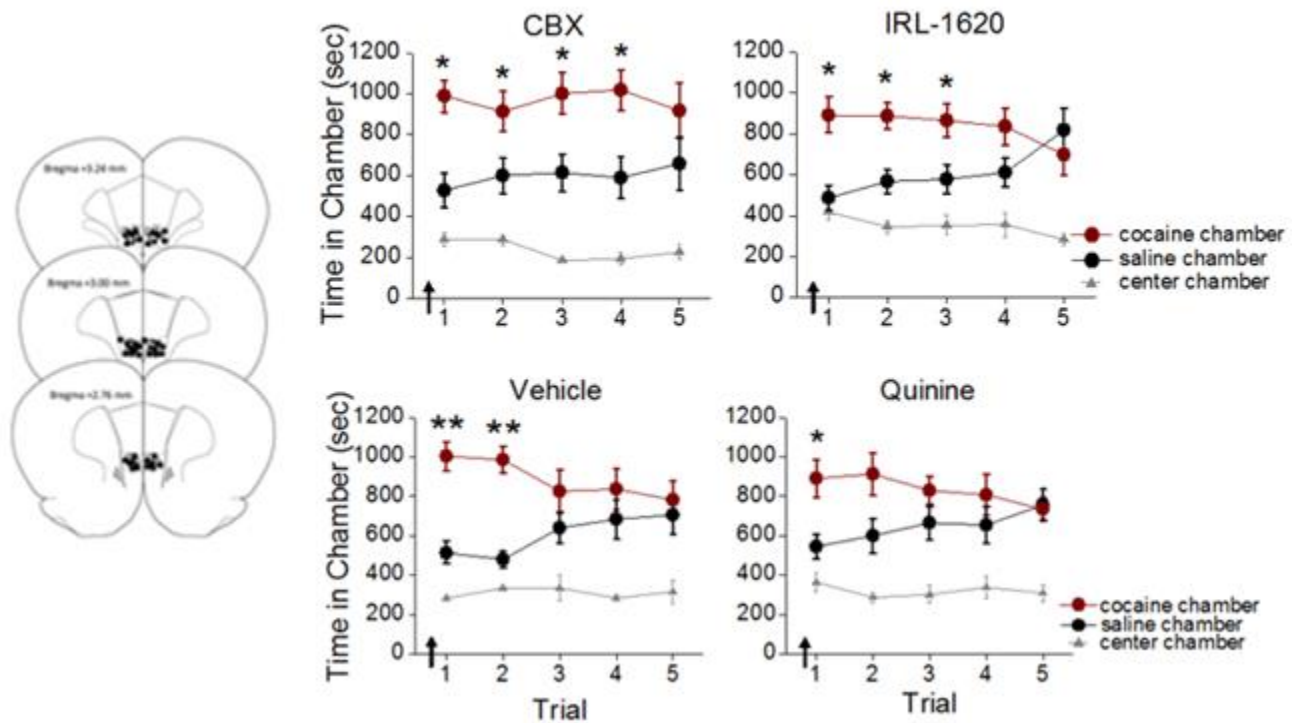 Bregma +3.24 mm
Bregma +3.00 mm
Bregma +2.76 mm
CBX
Time in Chamber (sec)
1200
1000
800
600
400
200
0
* * * *
1 2 3 4 5
IRL-1620
1200
1000
800
600
400
200
0
* * *
1 2 3 4 5
cocaine chamber
saline chamber
center chamber
Vehicle
Time in Chamber (sec)
1200
1000
800
600
400
200
0
** **
1 2 3 4 5
Trial
Quinine
1200
1000
800
600
400
200
0
*
1 2 3 4 5
Trial
cocaine chamber
saline chamber
center chamber